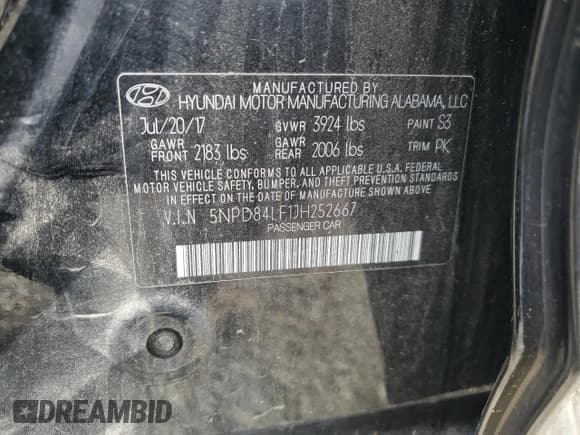 MANUFACTURED BY
HYUNDAI MOTOR MANUFACTURING ALABAMA, LLC
Jul/20/17 GVWR 3924 lbs PAINT S3
GAWR FRONT 2183 lbs GAWR REAR 2006 lbs TRIM PK
THIS VEHICLE CONFORMS TO ALL APPLICABLE U.S.A. FEDERAL
MOTOR VEHICLE SAFETY, BUMPER, AND THEFT PREVENTION
STANDARDS IN EFFECT ON THE DATE OF MANUFACTURE SHOWN ABOVE.
V.I.N 5NPD84LF1JH252667
PASSENGER CAR
DREAMBID